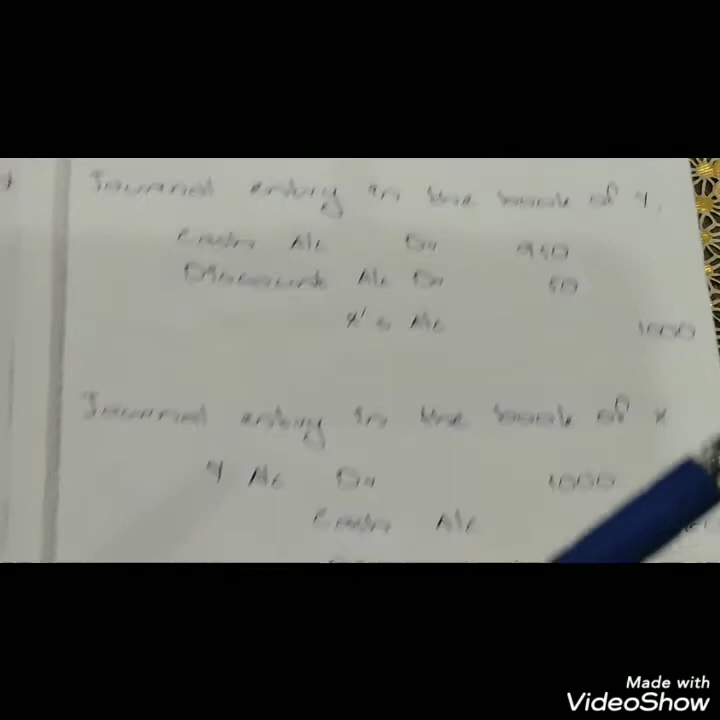 Journal entry in the book of Y.
Cash A/c Dr 950
Discount A/c Dr 50
X's A/c 1000
Journal entry in the book of X
Y A/c Dr 1000
Cash A/c
Made with
VideoShow